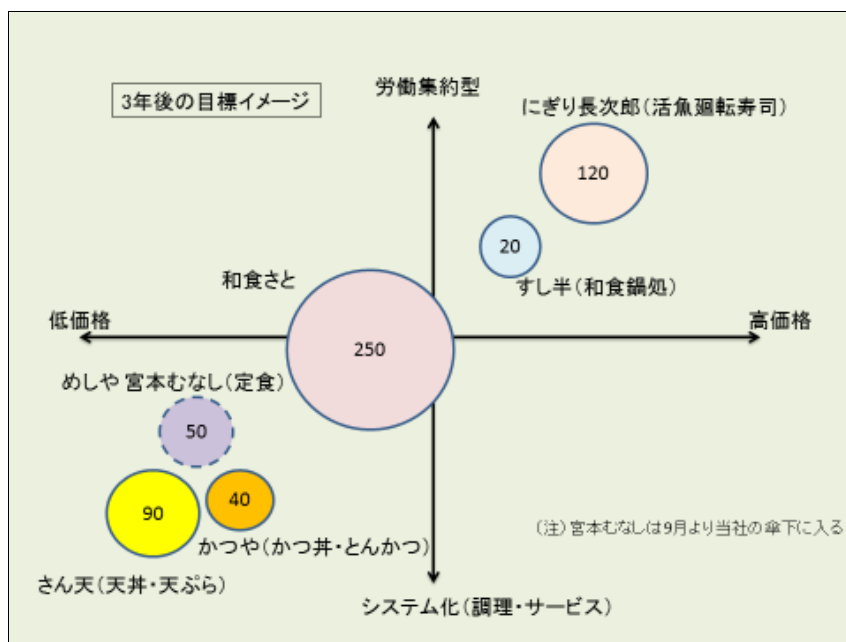 3年後の目標イメージ
労働集約型
にぎり長次郎(活魚廻転寿司)
120
20
すし半(和食鍋処)
和食さと
低価格
高価格
250
めしや 宮本むなし(定食)
50
90
40
かつや(かつ丼・とんかつ)
さん天(天丼・天ぷら)
(注)宮本むなしは9月より当社の傘下に入る
システム化(調理・サービス)